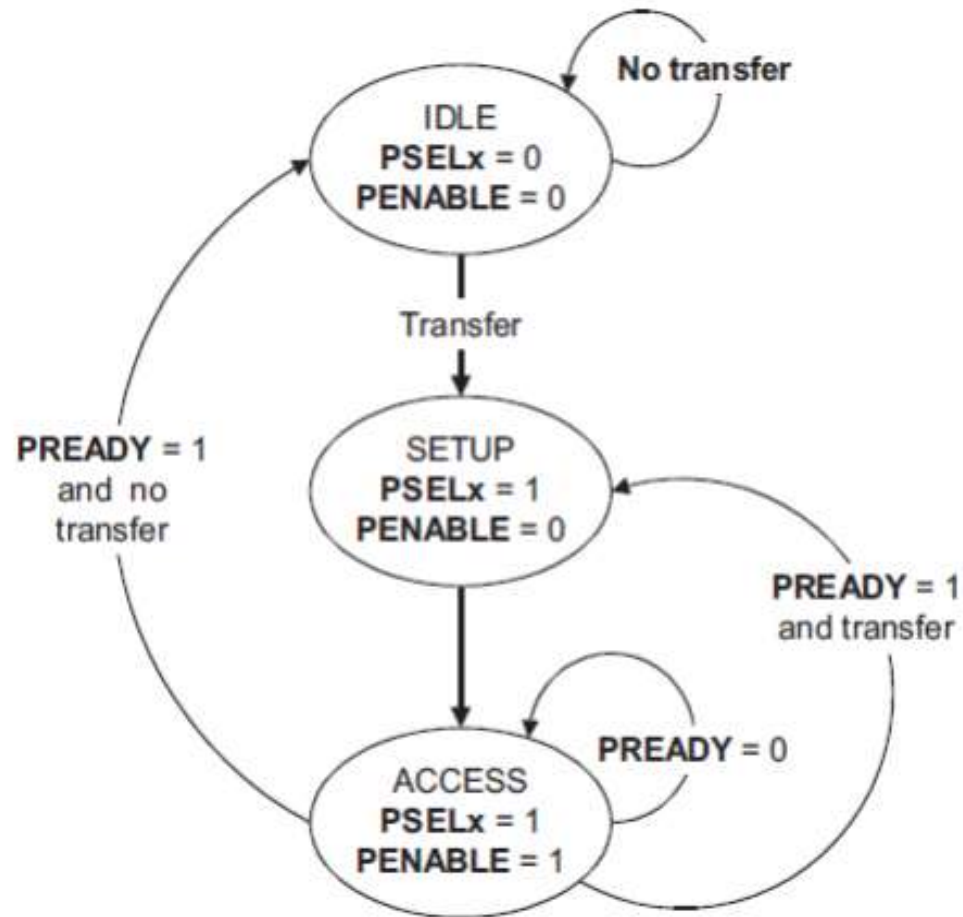 No transfer
IDLE
PSELx = 0
PENABLE = 0
Transfer
SETUP
PSELx = 1
PENABLE = 0
PREADY = 1
and no
transfer
PREADY = 1
and transfer
PREADY = 0
ACCESS
PSELx = 1
PENABLE = 1